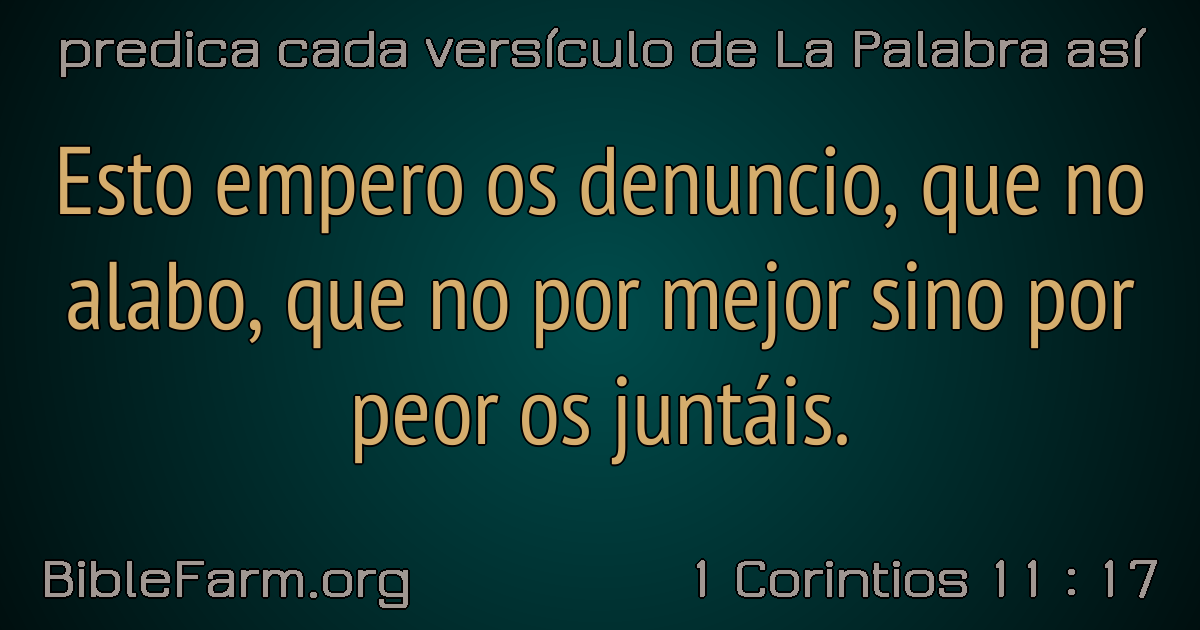 predica cada versículo de La Palabra así
Esto empero os denuncio, que no
alabo, que no por mejor sino por
peor os juntáis.
BibleFarm.org
1 Corintios 11 : 17